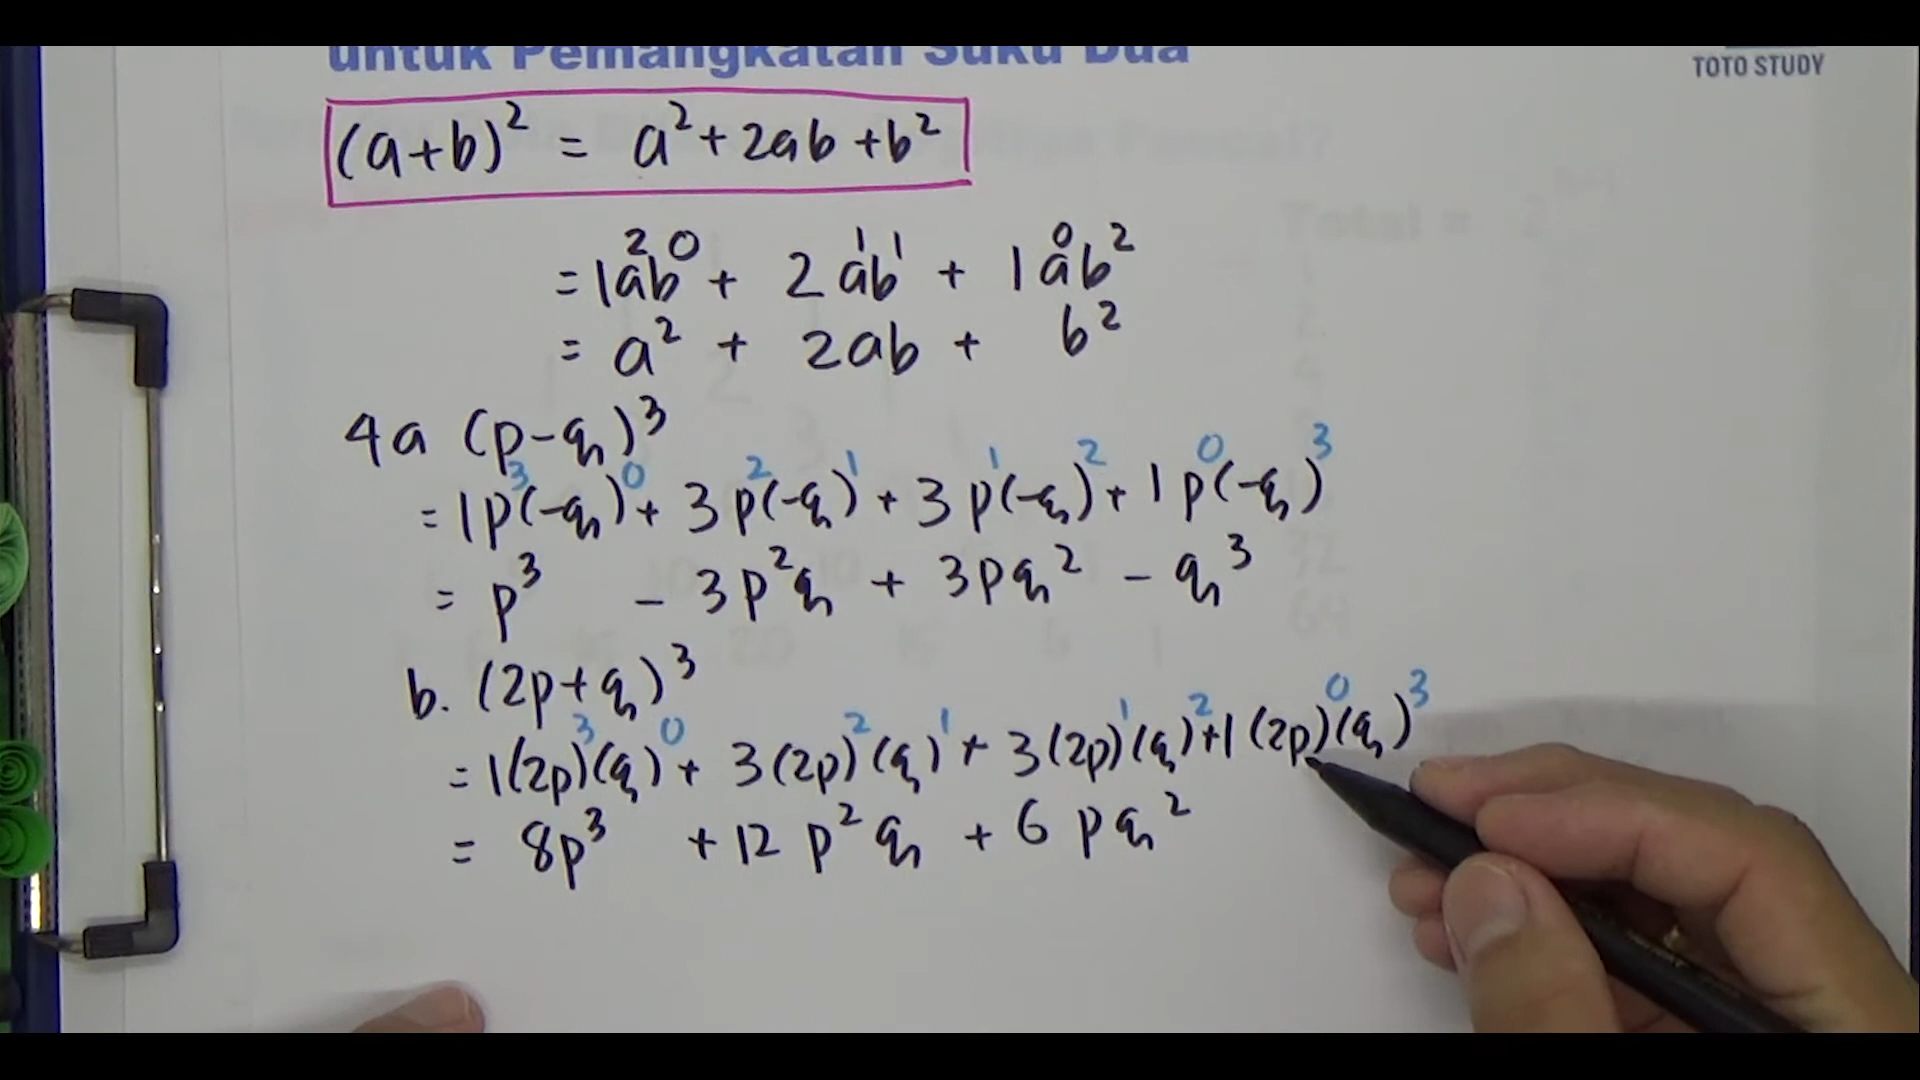 untuk Pemangkatan Suku Dua
TOTO STUDY
(a+b)² = a²+2ab+b²
= 1a²b⁰ + 2a¹b¹ + 1a⁰b²
= a² + 2ab + b²
4a (p-q)³
= 1p³(-q)⁰ + 3p²(-q)¹ + 3p¹(-q)² + 1p⁰(-q)³
= p³ - 3p²q + 3pq² - q³
b. (2p+q)³
= 1(2p)³(q)⁰ + 3(2p)²(q)¹ + 3(2p)¹(q)² + 1(2p)⁰(q)³
= 8p³ + 12p²q + 6pq²